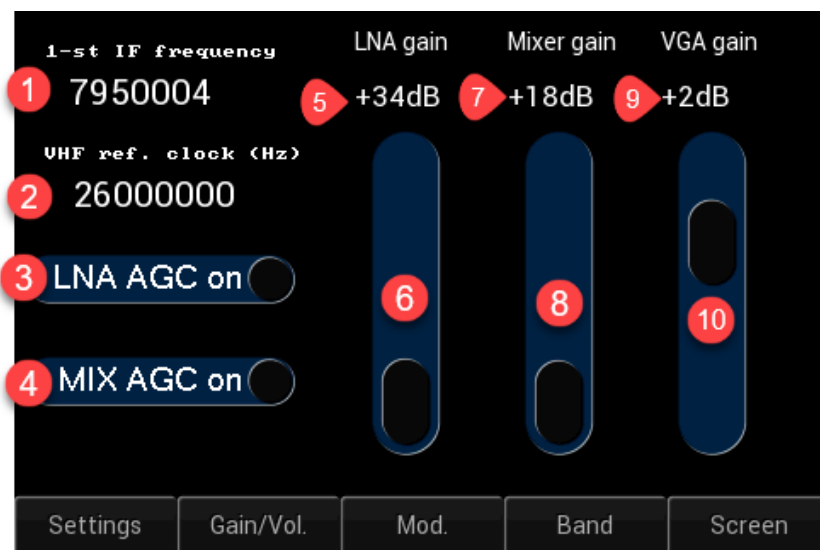 1-st IF frequency
1 7950004
VHF ref. clock (Hz)
2 26000000
3 LNA AGC on
4 MIX AGC on
LNA gain
5 +34dB
6
Mixer gain
7 +18dB
8
VGA gain
9 +2dB
10
Settings Gain/Vol. Mod. Band Screen